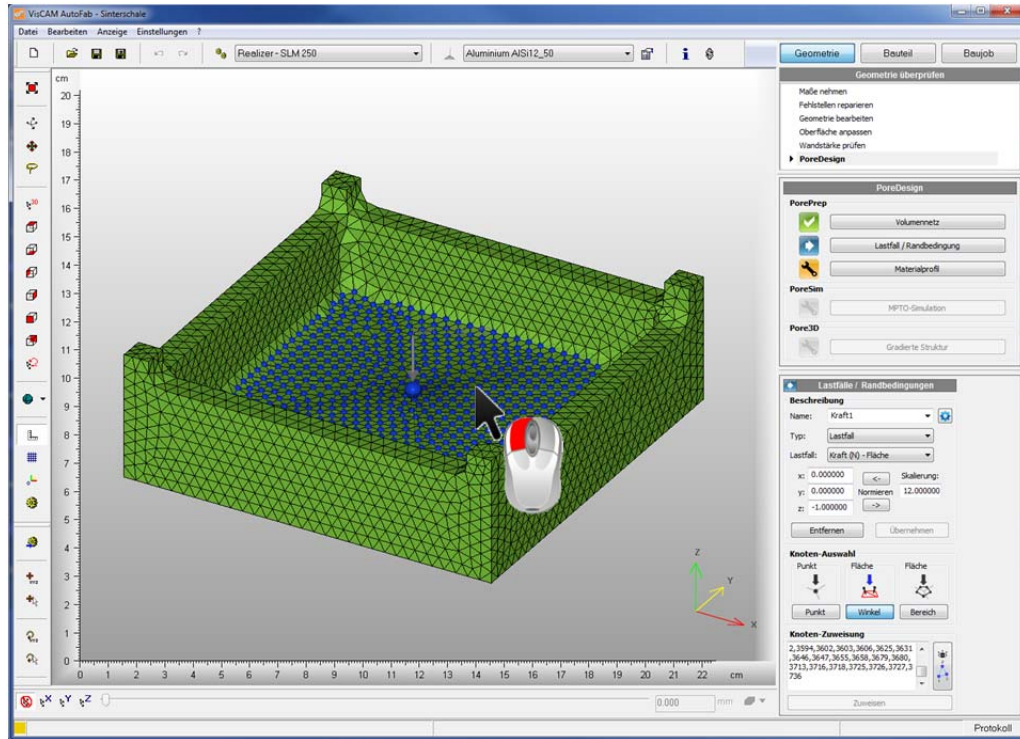 VisCAM AutoFab - Sinterschale
Datei Bearbeiten Anzeige Einstellungen ?
Realizer - SLM 250
Aluminium AlSi12_50
Geometrie Bauteil Baujob
Geometrie überprüfen
Maße nehmen
Fehlstellen reparieren
Geometrie bearbeiten
Oberfläche anpassen
Wandstärke prüfen
PoreDesign
PoreDesign
PorePrep
Volumennetz
Lastfall / Randbedingung
Materialprofil
PoreSim
MPTO-Simulation
Pore3D
Gradierte Struktur
Lastfälle / Randbedingungen
Beschreibung
Name: Kraft1
Typ: Lastfall
Lastfall: Kraft (N) - Fläche
x: 0.000000 <- Skalierung:
y: 0.000000 Normieren 12.000000
z: -1.000000 ->
Entfernen Übernehmen
Knoten-Auswahl
Punkt Fläche Fläche
Punkt Winkel Bereich
Knoten-Zuweisung
2,3594,3602,3603,3606,3625,3631
,3646,3647,3655,3658,3679,3680,
3713,3716,3718,3725,3726,3727,3
736
Zuweisen
cm
20
19
18
17
16
15
14
13
12
11
10
9
8
7
6
5
4
3
2
1
0
0 1 2 3 4 5 6 7 8 9 10 11 12 13 14 15 16 17 18 19 20 21 22 cm
Z
Y
X
3D
X Y Z
0.000 mm
Protokoll